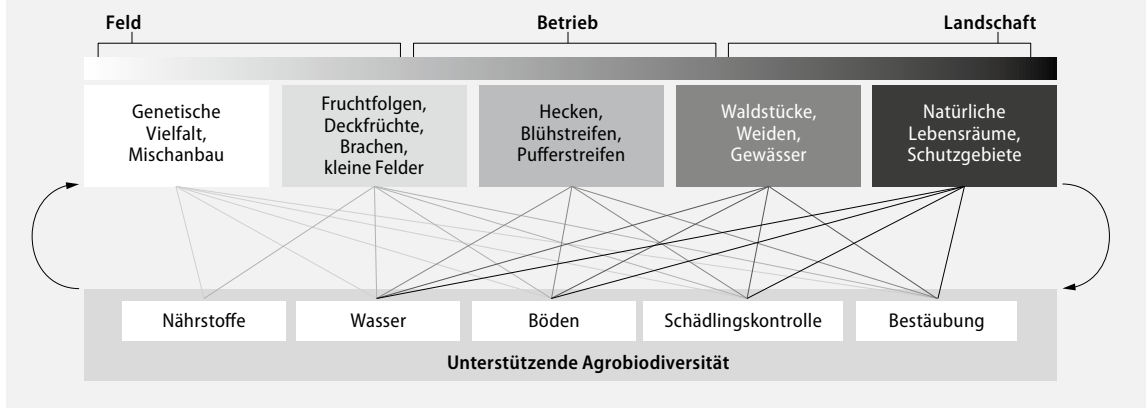 Feld
Betrieb
Landschaft
Genetische
Vielfalt,
Mischanbau
Fruchtfolgen,
Deckfrüchte,
Brachen,
kleine Felder
Hecken,
Blühstreifen,
Pufferstreifen
Waldstücke,
Weiden,
Gewässer
Natürliche
Lebensräume,
Schutzgebiete
Nährstoffe
Wasser
Böden
Schädlingskontrolle
Bestäubung
Unterstützende Agrobiodiversität